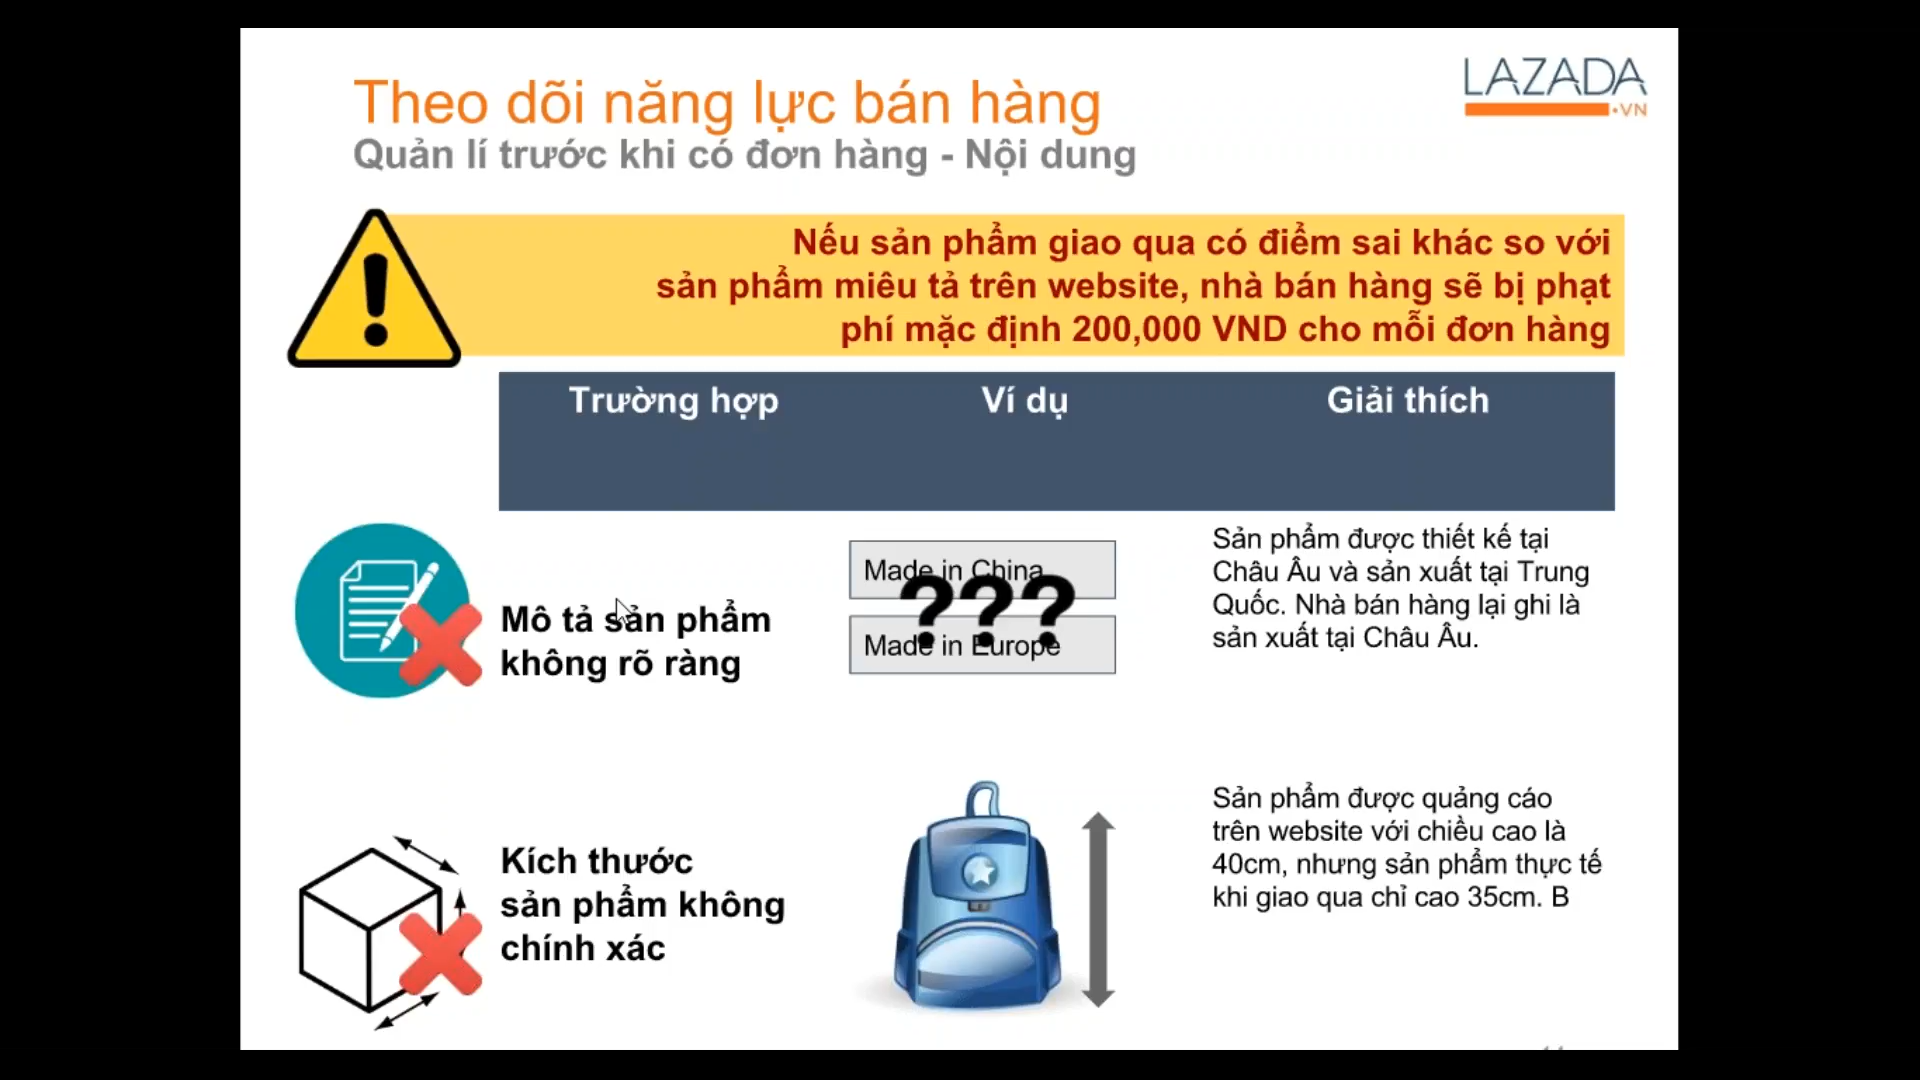 LAZADA
.VN
Theo dõi năng lực bán hàng
Quản lí trước khi có đơn hàng - Nội dung
Nếu sản phẩm giao qua có điểm sai khác so với
sản phẩm miêu tả trên website, nhà bán hàng sẽ bị phạt
phí mặc định 200,000 VND cho mỗi đơn hàng
Trường hợp Ví dụ Giải thích
Mô tả sản phẩm
không rõ ràng
Made in China
???
Made in Europe
Sản phẩm được thiết kế tại
Châu Âu và sản xuất tại Trung
Quốc. Nhà bán hàng lại ghi là
sản xuất tại Châu Âu.
Kích thước
sản phẩm không
chính xác
Sản phẩm được quảng cáo
trên website với chiều cao là
40cm, nhưng sản phẩm thực tế
khi giao qua chỉ cao 35cm. B